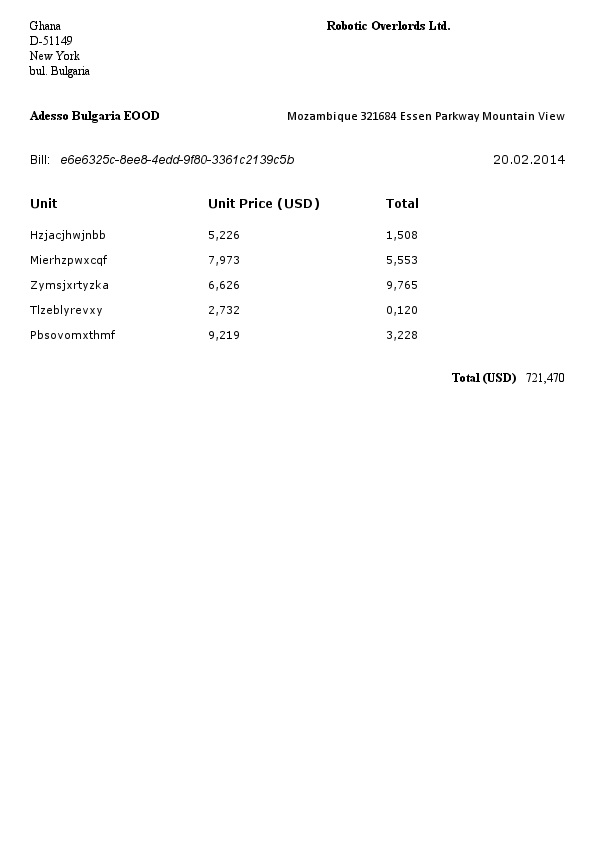 Ghana
D-51149
New York
bul. Bulgaria
Robotic Overlords Ltd.
Adesso Bulgaria EOOD
Mozambique 321684 Essen Parkway Mountain View
Bill: e6e6325c-8ee8-4edd-9f80-3361c2139c5b 20.02.2014
Unit Unit Price (USD) Total
Hzjacjhwjnbb 5,226 1,508
Mierhzpwxcqf 7,973 5,553
Zymsjxrtyzka 6,626 9,765
Tlzeblyrevxy 2,732 0,120
Pbsovomxthmf 9,219 3,228
Total (USD) 721,470